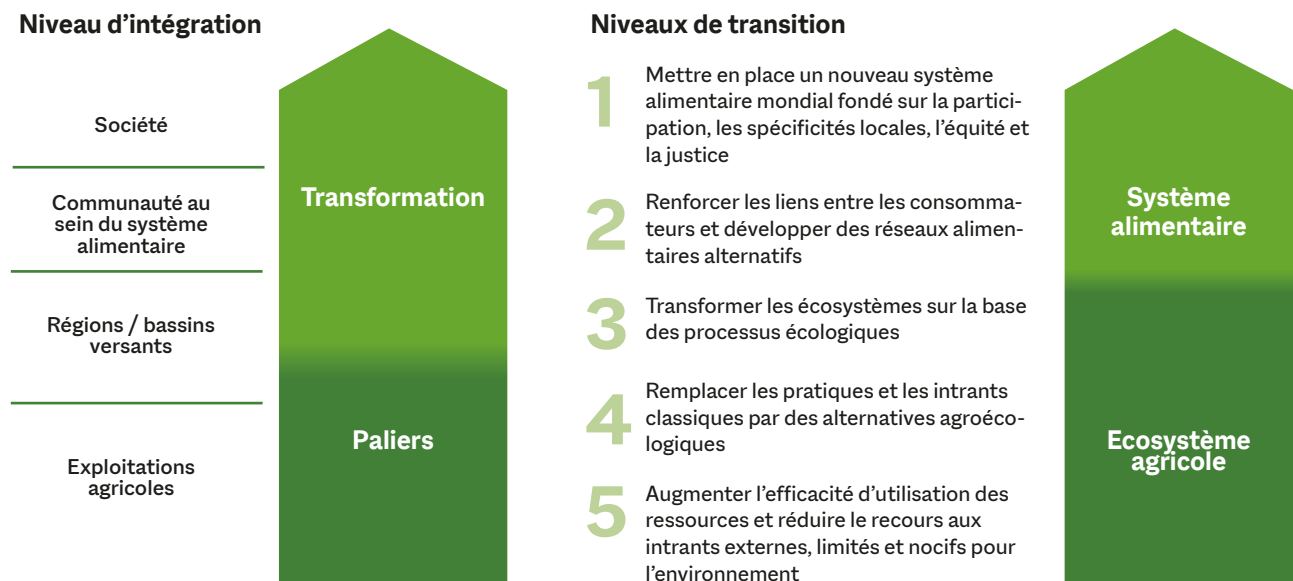 Niveau d’intégration
Société
Communauté au
sein du système
alimentaire
Régions / bassins
versants
Exploitations
agricoles
Transformation
Paliers
Niveaux de transition
1
Mettre en place un nouveau système
alimentaire mondial fondé sur la partici-
pation, les spécificités locales, l’équité et
la justice
2
Renforcer les liens entre les consomma-
teurs et développer des réseaux alimen-
taires alternatifs
3
Transformer les écosystèmes sur la base
des processus écologiques
4
Remplacer les pratiques et les intrants
classiques par des alternatives agroéco-
logiques
5
Augmenter l’efficacité d’utilisation des
ressources et réduire le recours aux
intrants externes, limités et nocifs pour
l’environnement
Système
alimentaire
Ecosystème
agricole